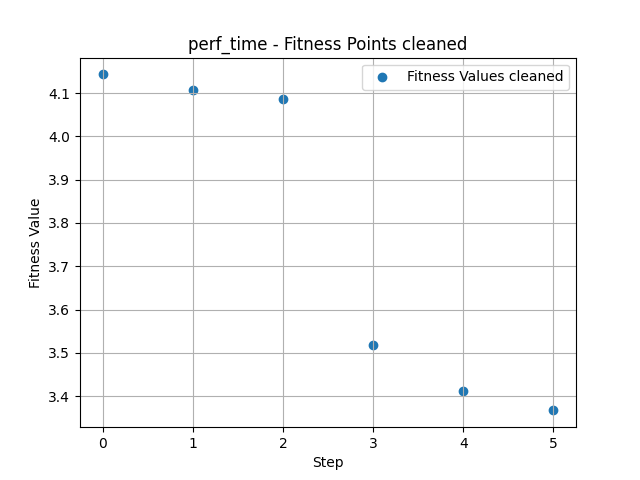 perf_time - Fitness Points cleaned
Fitness Values cleaned
4.1
4.0
3.9
3.8
3.7
3.6
3.5
3.4
Fitness Value
0 1 2 3 4 5
Step